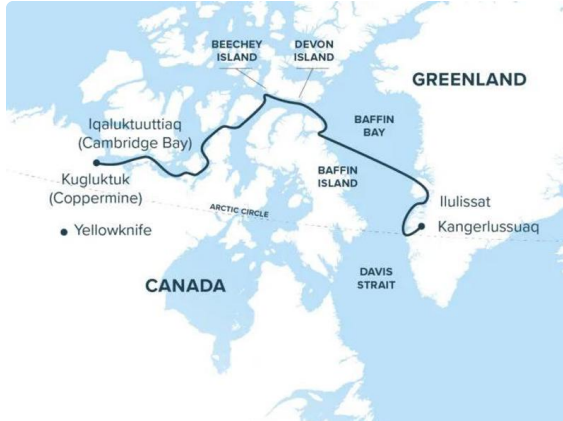 BEECHEY
ISLAND
DEVON
ISLAND
GREENLAND
Iqaluktuuttiaq
(Cambridge Bay)
BAFFIN
BAY
BAFFIN
ISLAND
Kugluktuk
(Coppermine)
Ilulissat
ARCTIC CIRCLE
Kangerlussuaq
Yellowknife
DAVIS
STRAIT
CANADA